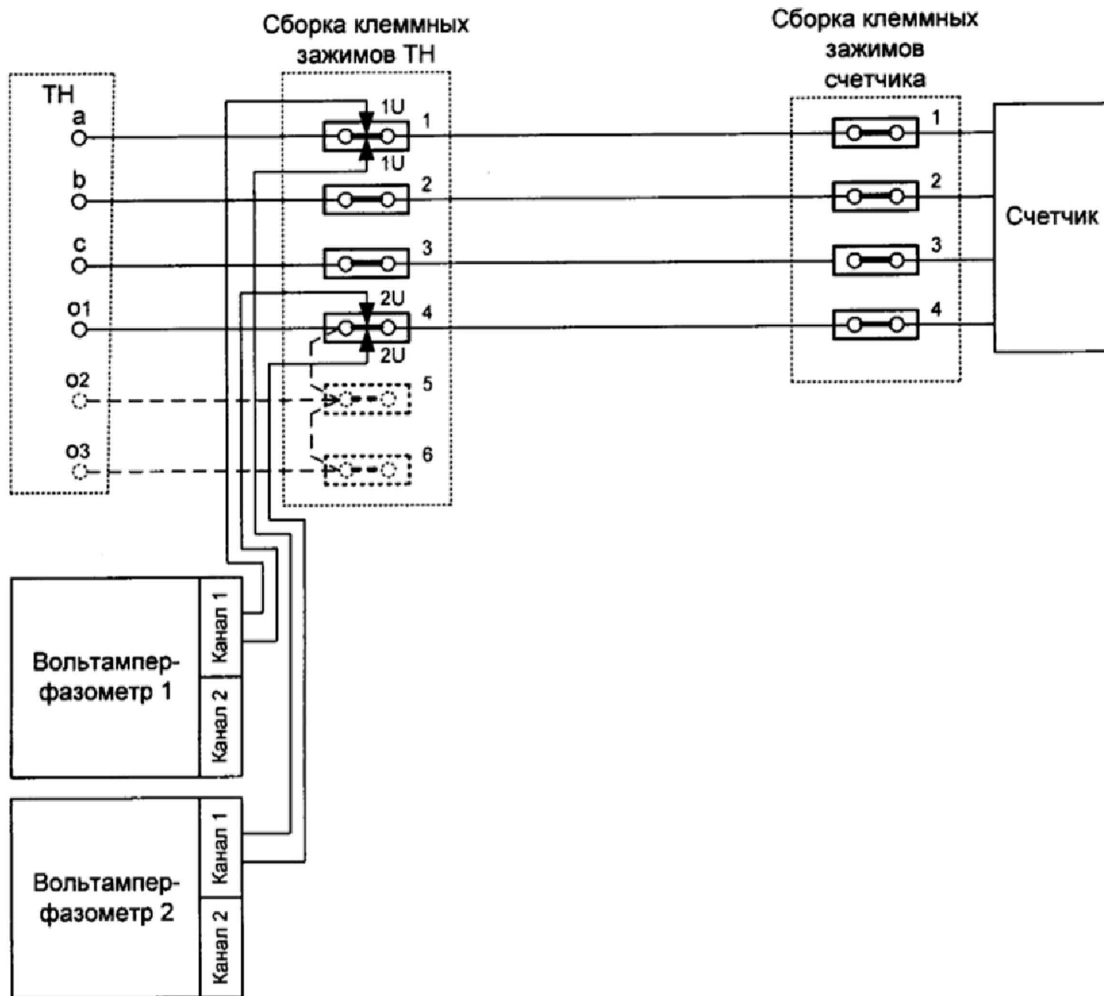 Сборка клеммных
зажимов ТН
Сборка клеммных
зажимов
счетчика
ТН
a
1U
1
1
1U
b
2
2
c
3
3
Счетчик
o1
2U
4
4
2U
o2
5
o3
6
Вольтампер-
фазометр 1
Канал 1
Канал 2
Вольтампер-
фазометр 2
Канал 1
Канал 2